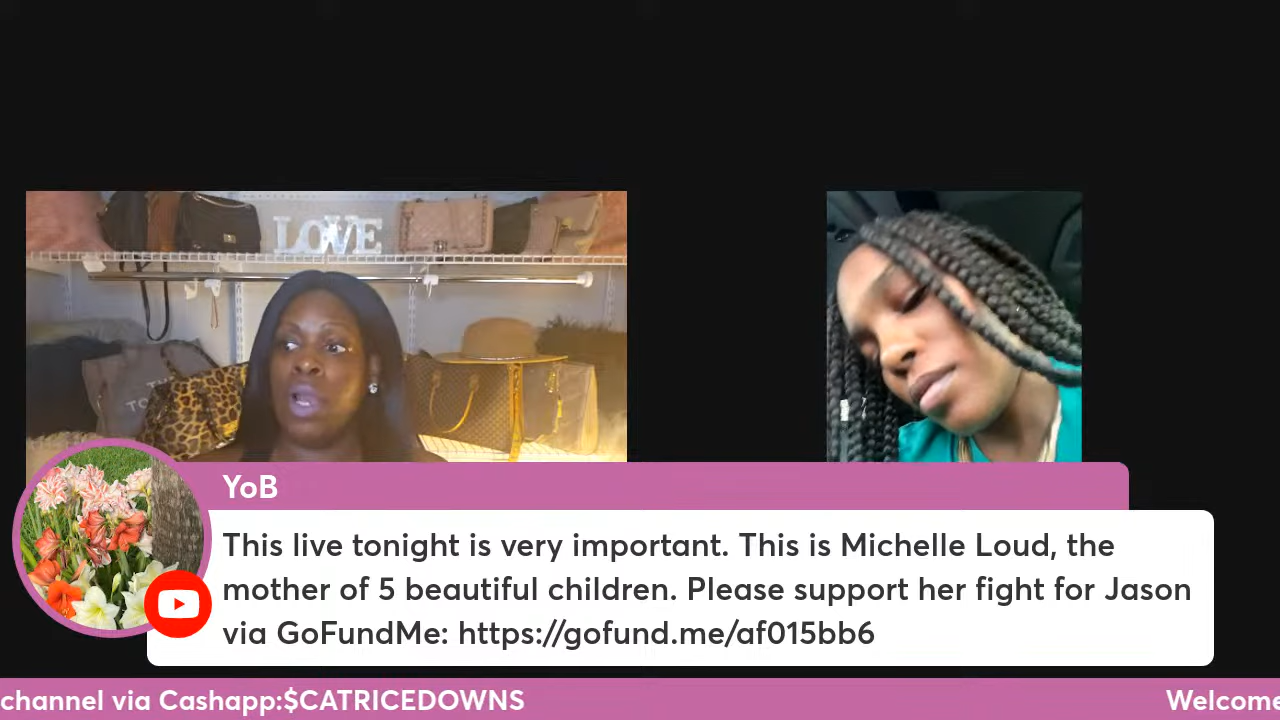 LOVE
YoB
This live tonight is very important. This is Michelle Loud, the
mother of 5 beautiful children. Please support her fight for Jason
via GoFundMe: https://gofund.me/af015bb6
channel via Cashapp:$CATRICEDOWNS
Welcome